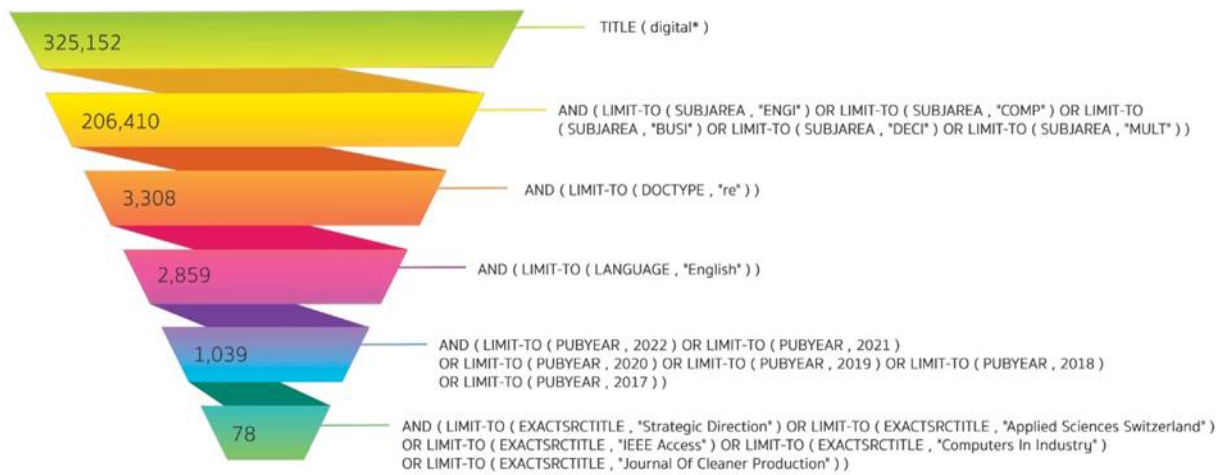 325,152
TITLE ( digital* )
206,410
AND ( LIMIT-TO ( SUBJAREA , "ENGI" ) OR LIMIT-TO ( SUBJAREA , "COMP" ) OR LIMIT-TO
(SUBJAREA , "BUSI" ) OR LIMIT-TO ( SUBJAREA , "DECI" ) OR LIMIT-TO ( SUBJAREA , "MULT" ) )
3,308
AND ( LIMIT-TO ( DOCTYPE , "re" ) )
2,859
AND ( LIMIT-TO ( LANGUAGE , "English" ) )
1,039
AND ( LIMIT-TO ( PUBYEAR , 2022 ) OR LIMIT-TO ( PUBYEAR , 2021 )
OR LIMIT-TO ( PUBYEAR , 2020 ) OR LIMIT-TO ( PUBYEAR , 2019 ) OR LIMIT-TO ( PUBYEAR , 2018 )
OR LIMIT-TO ( PUBYEAR , 2017 ) )
78
AND ( LIMIT-TO ( EXACTSRCTITLE , "Strategic Direction" ) OR LIMIT-TO ( EXACTSRCTITLE , "Applied Sciences Switzerland" )
OR LIMIT-TO ( EXACTSRCTITLE , "IEEE Access" ) OR LIMIT-TO ( EXACTSRCTITLE , "Computers In Industry" )
OR LIMIT-TO ( EXACTSRCTITLE , "Journal Of Cleaner Production" ) )